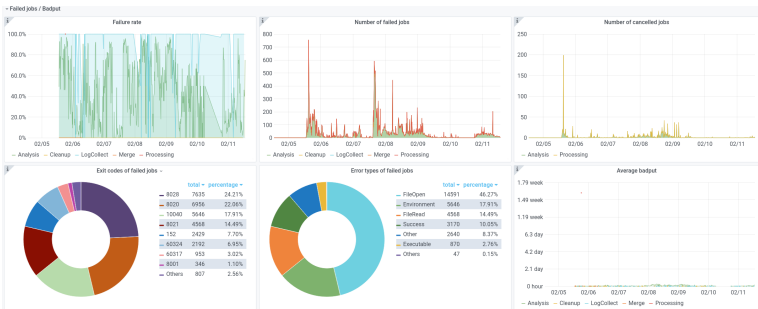 Failed jobs / Badput
i
Failure rate
100.0%
80.0%
60.0%
40.0%
20.0%
0%
02/05 02/06 02/07 02/08 02/09 02/10 02/11
Analysis Cleanup LogCollect Merge Processing
i
Number of failed jobs
800
700
600
500
400
300
200
100
0
02/05 02/06 02/07 02/08 02/09 02/10 02/11
Analysis Cleanup LogCollect Merge Processing
i
Number of cancelled jobs
250
200
150
100
50
0
02/05 02/06 02/07 02/08 02/09 02/10 02/11
Analysis Processing
i
Exit codes of failed jobs
total percentage
8028 7635 24.21%
8020 6956 22.06%
10040 5646 17.91%
8021 4568 14.49%
152 2429 7.70%
60324 2192 6.95%
60317 953 3.02%
8001 346 1.10%
Others 807 2.56%
Error types of failed jobs
total percentage
FileOpen 14591 46.27%
Environment 5646 17.91%
FileRead 4568 14.49%
Success 3170 10.05%
Other 2640 8.37%
Executable 870 2.76%
Others 47 0.15%
i
Average badput
1.79 week
1.49 week
1.19 week
6.3 day
4.2 day
2.1 day
0 hour
02/05 02/06 02/07 02/08 02/09 02/10 02/11
Analysis Cleanup LogCollect Merge Processing